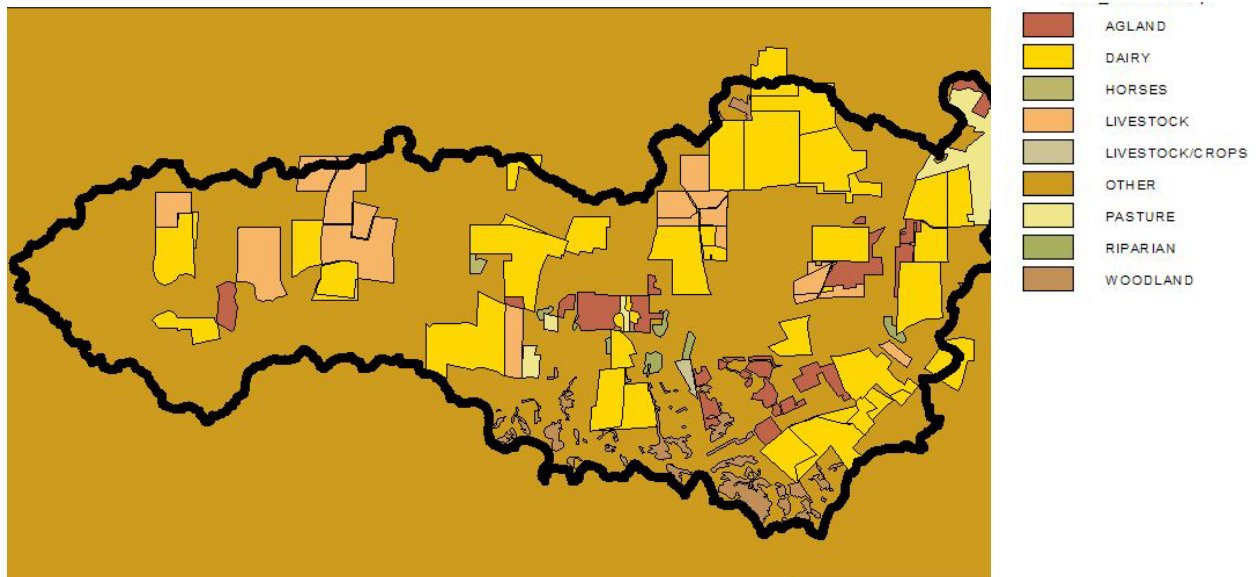 AGLAND
DAIRY
HORSES
LIVESTOCK
LIVESTOCK/CROPS
OTHER
PASTURE
RIPARIAN
WOODLAND